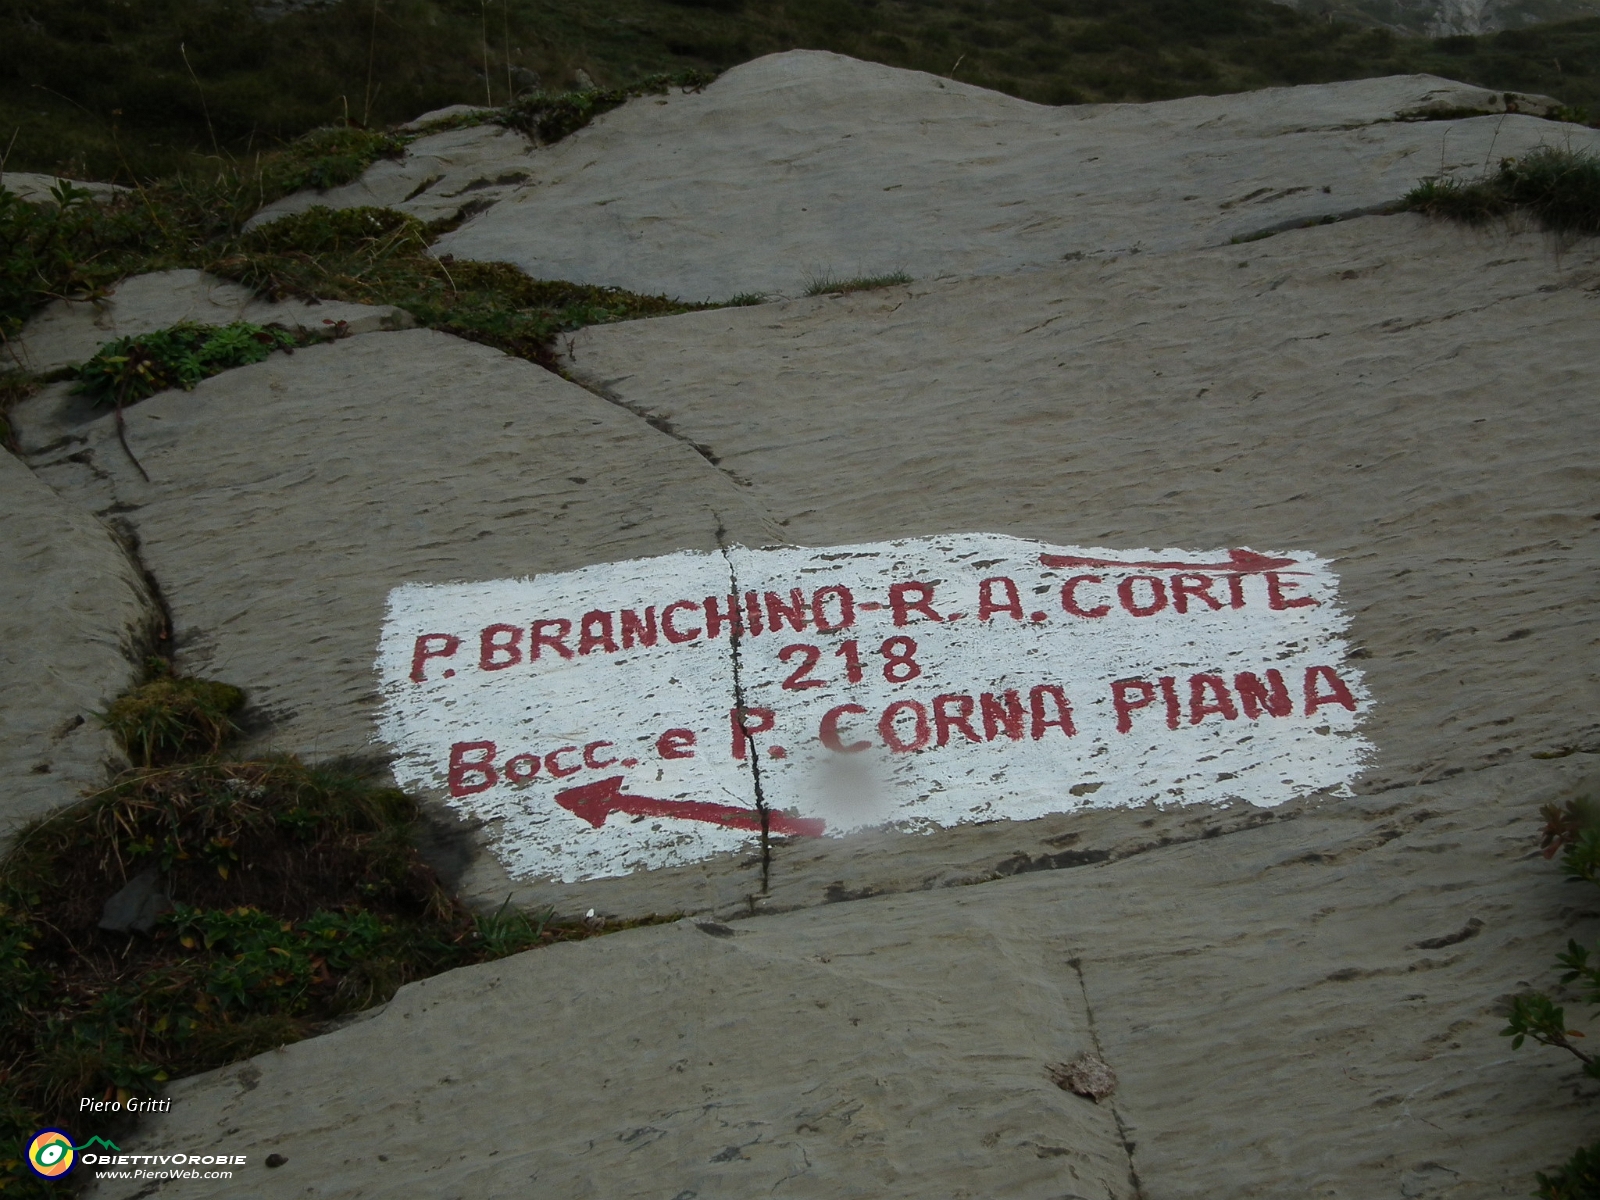 P. BRANCHINO-R. A. CORTE
218
Bocc. e P. CORNA PIANA
Piero Gritti
OBIETTIVOROBIE
www.PieroWeb.com